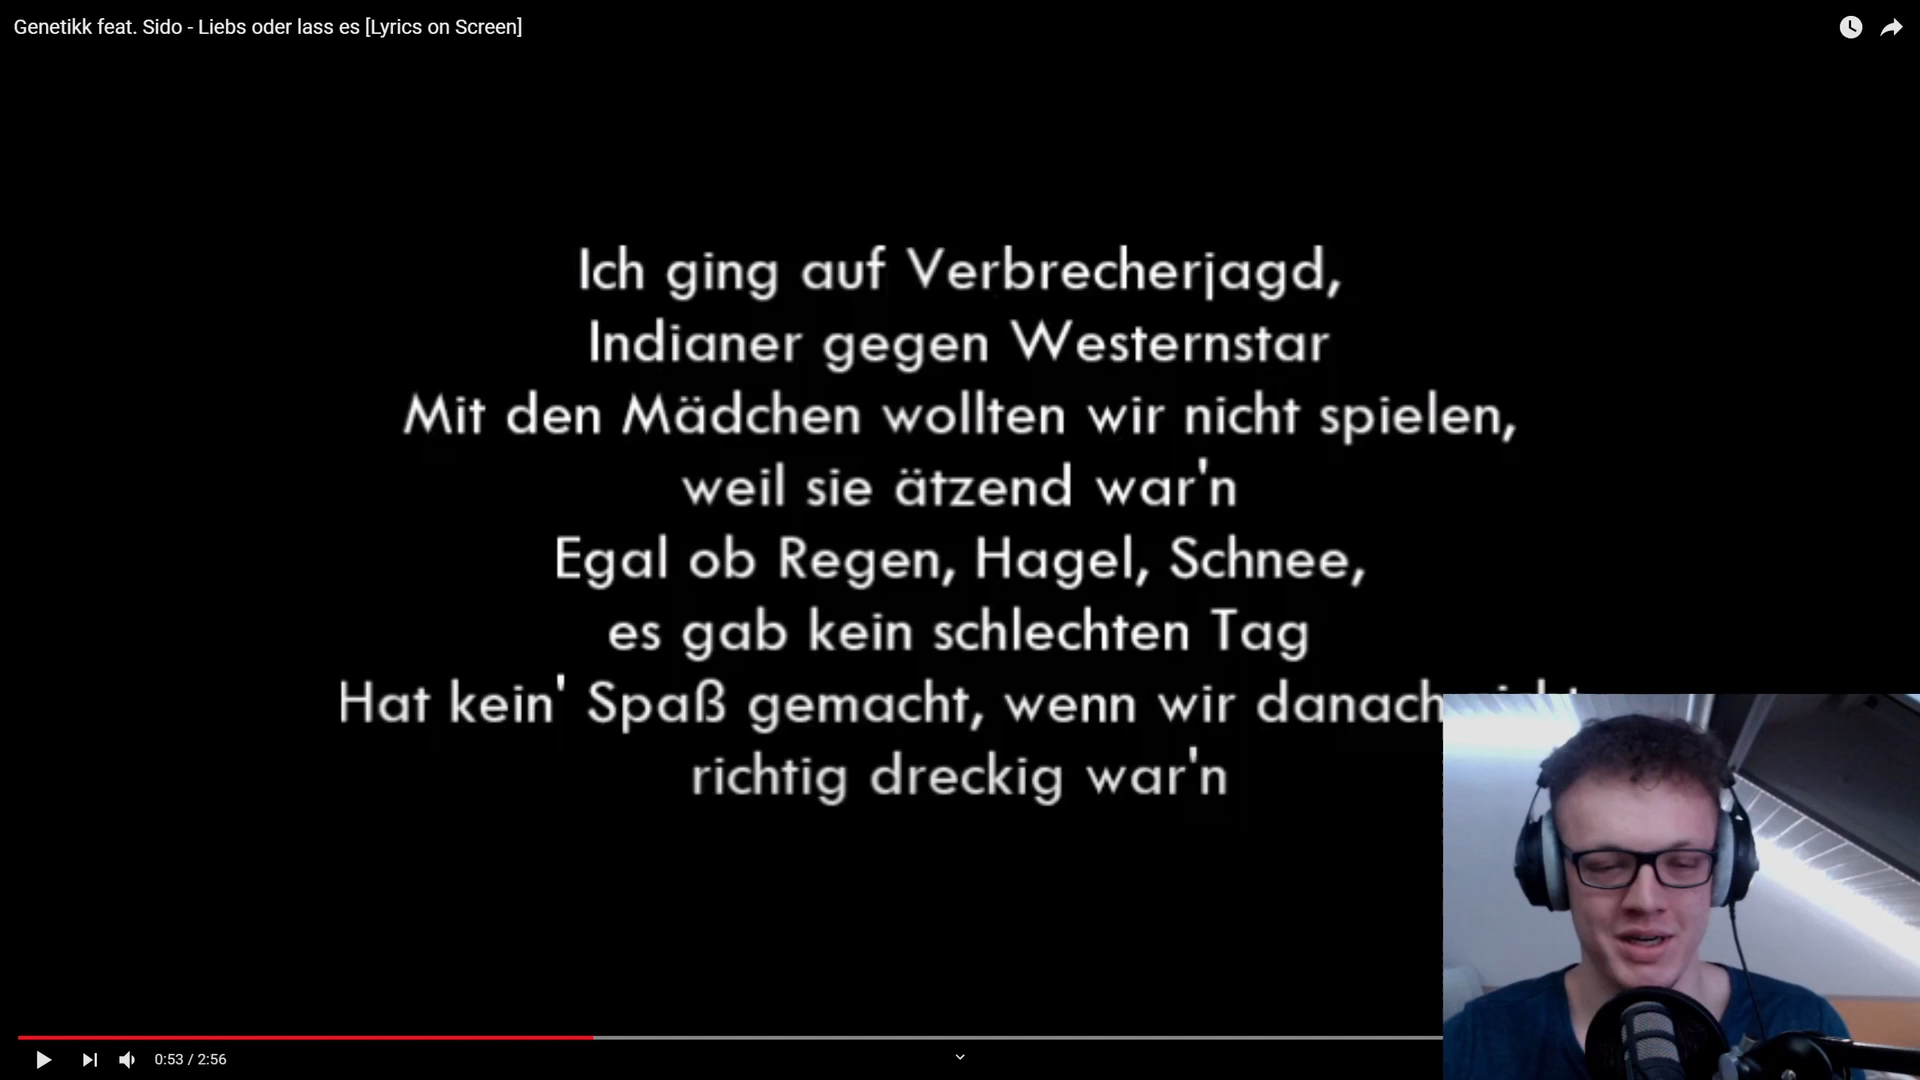 Genetikk feat. Sido - Liebs oder lass es [Lyrics on Screen]
Ich ging auf Verbrecherjagd,
Indianer gegen Westernstar
Mit den Mädchen wollten wir nicht spielen,
weil sie ätzend war'n
Egal ob Regen, Hagel, Schnee,
es gab kein schlechten Tag
Hat kein' Spaß gemacht, wenn wir danach
richtig dreckig war'n
0:53 / 2:56